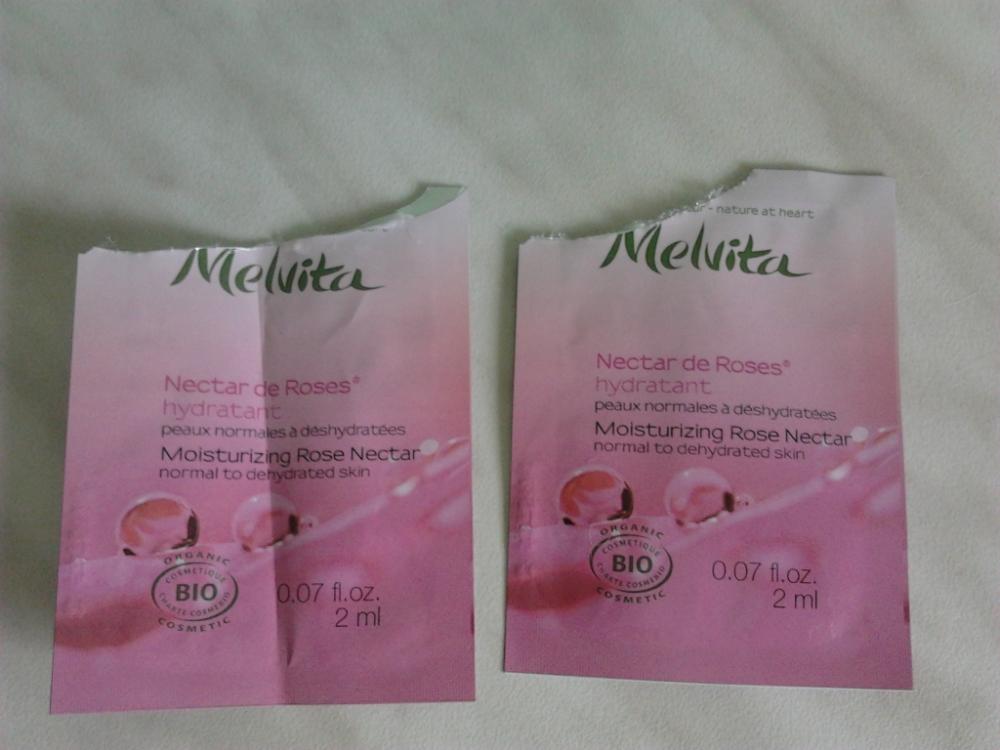 Melvita
Nectar de Roses®
hydratant
peaux normales à déshydratées
Moisturizing Rose Nectar
normal to dehydrated skin
ORGANIC
COSMETIQUE
BIO
CHARTE COSMEBIO
COSMETIC
0.07 fl.oz.
2 ml
- nature at heart
Melvita
Nectar de Roses®
hydratant
peaux normales à déshydratées
Moisturizing Rose Nectar
normal to dehydrated skin
ORGANIC
COSMETIQUE
BIO
CHARTE COSMEBIO
COSMETIC
0.07 fl.oz.
2 ml